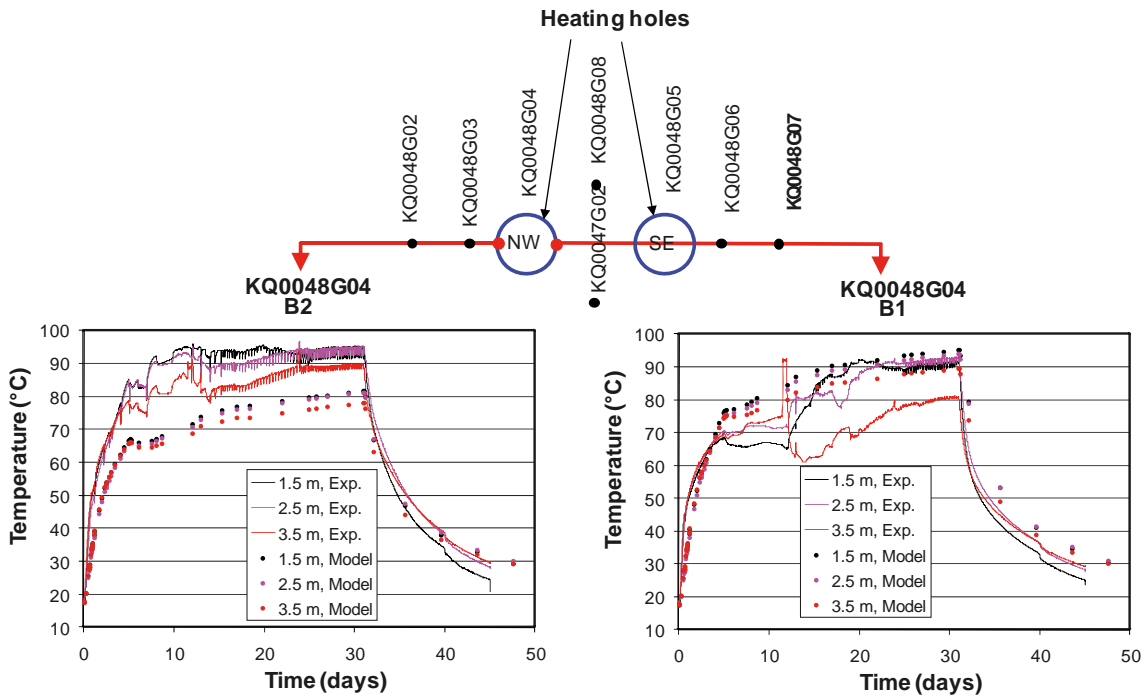 Heating holes
KQ0048G02
KQ0048G03
KQ0048G04
KQ0048G08
KQ0047G02
KQ0048G05
KQ0048G06
KQ0048G07
NW
SE
KQ0048G04
B2
KQ0048G04
B1
Temperature (°C)
100
90
80
70
60
50
40
30
20
10
0 10 20 30 40 50
Time (days)
1.5 m, Exp.
2.5 m, Exp.
3.5 m, Exp.
1.5 m, Model
2.5 m, Model
3.5 m, Model
Temperature (°C)
100
90
80
70
60
50
40
30
20
10
0 10 20 30 40 50
Time (days)
1.5 m, Exp.
2.5 m, Exp.
3.5 m, Exp.
1.5 m, Model
2.5 m, Model
3.5 m, Model